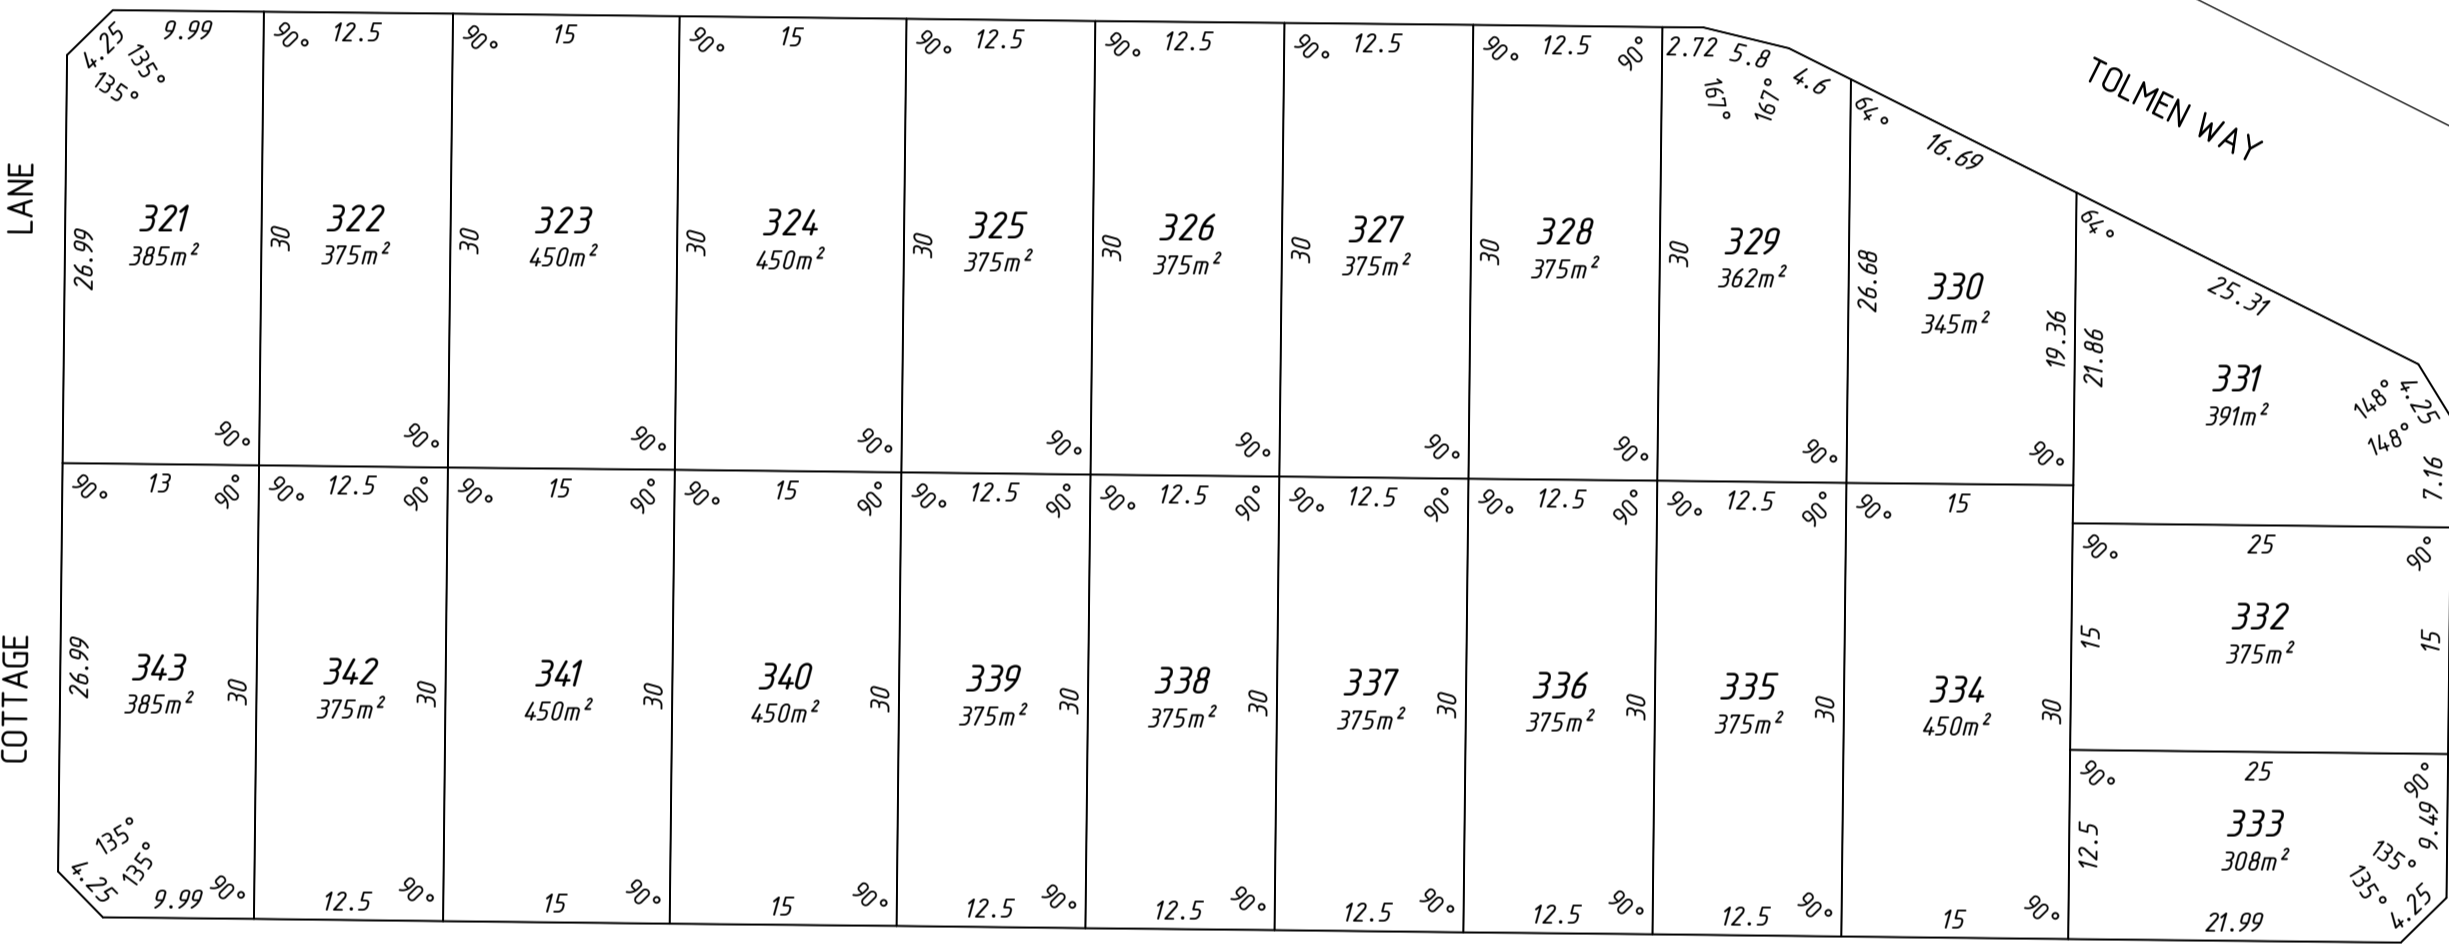 9.99 90° 12.5 90° 15 90° 15 90° 12.5 90° 12.5 90° 12.5 90° 12.5 90° 2.72 5.8 4.6
4.25 135° 135° 167° 167° 64° 16.69
TOLMEN WAY
LANE
26.99 321 30 322 30 323 30 324 30 325 30 326 30 327 30 328 30 329 26.68 330 19.36
385m² 375m² 450m² 450m² 375m² 375m² 375m² 375m² 362m² 345m²
64° 25.31
21.86 331 148° 148° 4.25 7.16
391m²
90° 90° 90° 90° 90° 90° 90° 90° 90° 90°
90° 13 90° 90° 12.5 90° 90° 15 90° 90° 15 90° 90° 12.5 90° 90° 12.5 90° 90° 12.5 90° 90° 12.5 90° 90° 12.5 90° 90° 15
90° 25 90°
15 332 15
375m²
COTTAGE
26.99 343 30 342 30 341 30 340 30 339 30 338 30 337 30 336 30 335 30 334 30
385m² 375m² 450m² 450m² 375m² 375m² 375m² 375m² 375m² 450m²
90° 25 90°
12.5 333 9.49
308m² 135° 135° 4.25
135° 135°
4.25 9.99 90° 12.5 90° 15 90° 15 90° 12.5 90° 12.5 90° 12.5 90° 12.5 90° 12.5 90° 15 90° 21.99